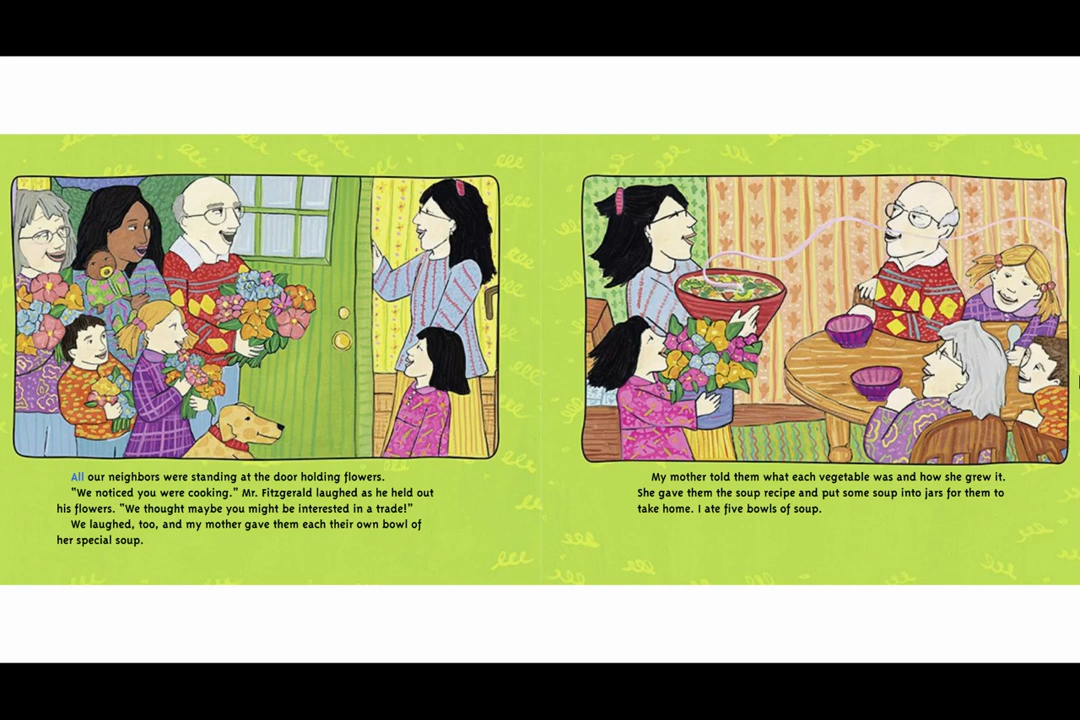 All our neighbors were standing at the door holding flowers.
"We noticed you were cooking." Mr. Fitzgerald laughed as he held out
his flowers. "We thought maybe you might be interested in a trade!"
We laughed, too, and my mother gave them each their own bowl of
her special soup.
My mother told them what each vegetable was and how she grew it.
She gave them the soup recipe and put some soup into jars for them to
take home. I ate five bowls of soup.